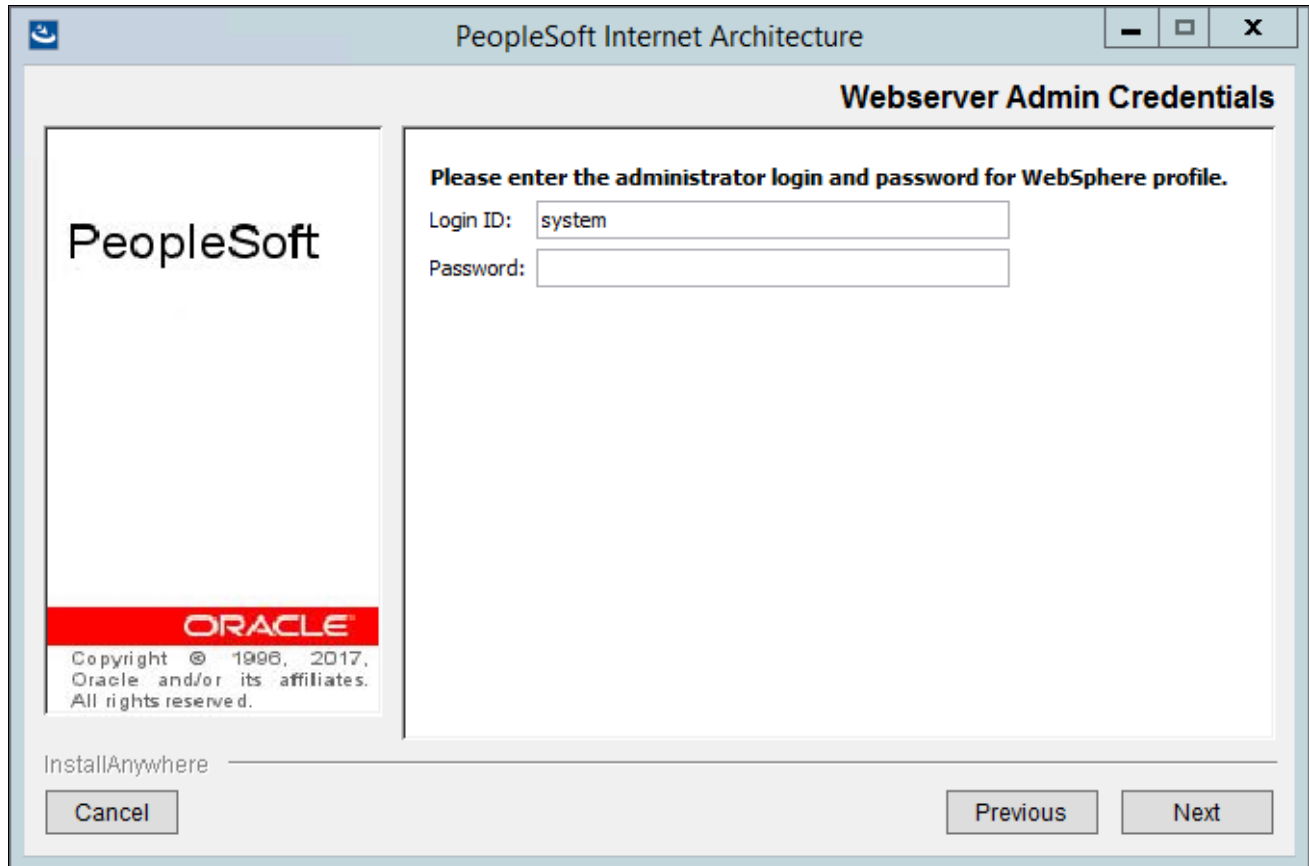 PeopleSoft Internet Architecture
Webserver Admin Credentials
PeopleSoft
ORACLE
Copyright © 1996, 2017,
Oracle and/or its affiliates.
All rights reserved.
Please enter the administrator login and password for WebSphere profile.
Login ID: system
Password:
InstallAnywhere
Cancel Previous Next